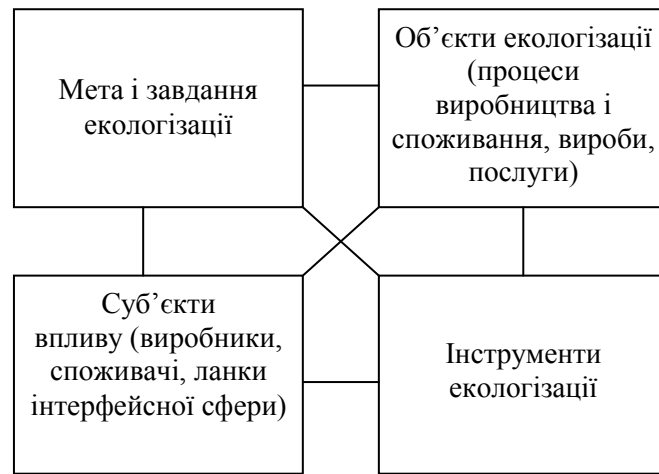 Мета і завдання
екологізації
Об’єкти екологізації
(процеси
виробництва і
споживання, вироби,
послуги)
Суб’єкти
впливу (виробники,
споживачі, ланки
інтерфейсної сфери)
Інструменти
екологізації